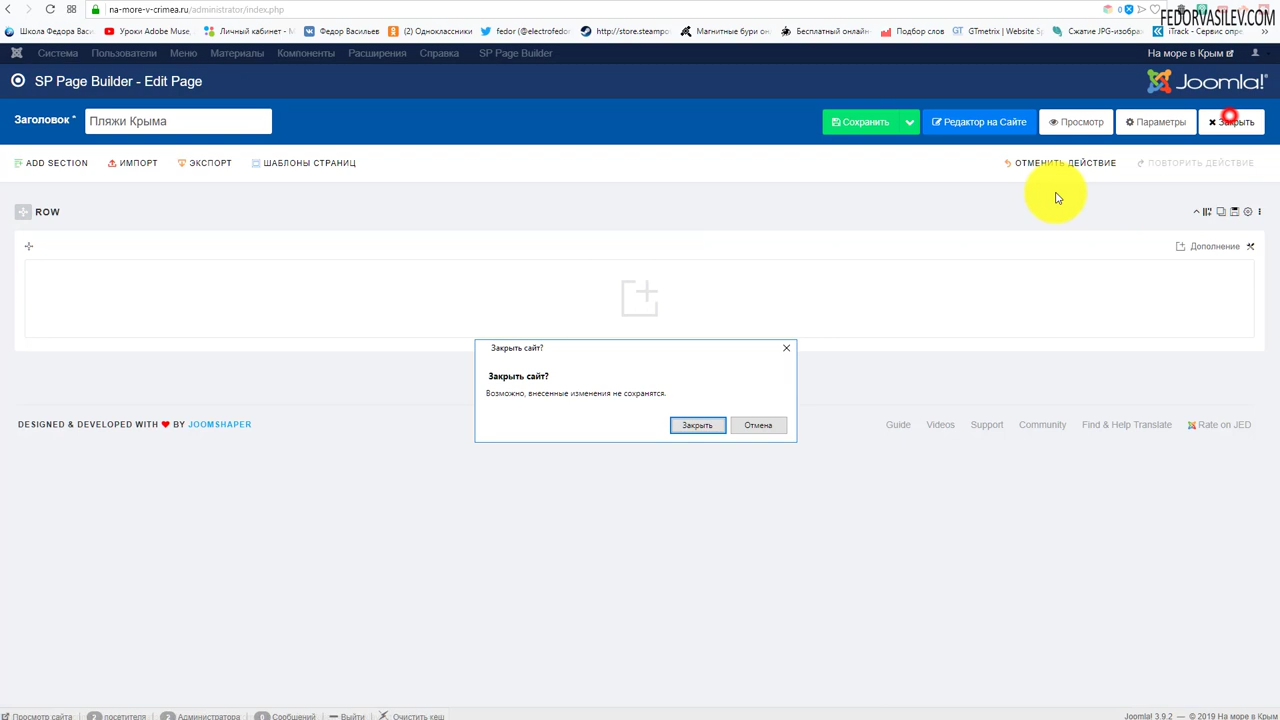 na-more-v-crimea.ru/administrator/index.php
0
FEDORVASILEV.COM
Школа Федора Васи
Уроки Adobe Muse,
Личный кабинет - М
Федор Васильев
(2) Одноклассники
fedor (@electrofedor
http://store.steampo
Магнитные бури он
Бесплатный онлайн
Подбор слов
GTmetrix | Website S
Сжатие JPG-изображ
iTrack - Сервис опре
Система Пользователи Меню Материалы Компоненты Расширения Справка SP Page Builder
На море в Крым
SP Page Builder - Edit Page
Joomla!®
Заголовок *
Пляжи Крыма
Сохранить
Редактор на Сайте
Просмотр
Параметры
Закрыть
ADD SECTION
ИМПОРТ
ЭКСПОРТ
ШАБЛОНЫ СТРАНИЦ
ОТМЕНИТЬ ДЕЙСТВИЕ
ПОВТОРИТЬ ДЕЙСТВИЕ
ROW
Дополнение
Закрыть сайт?
Закрыть сайт?
Возможно, внесенные изменения не сохранятся.
Закрыть
Отмена
DESIGNED & DEVELOPED WITH ❤ BY JOOMSHAPER
Guide Videos Support Community Find & Help Translate Rate on JED
Просмотр сайта
2 посетителя
2 Администратора
0 Сообщений
Выйти
Очистить кеш
Joomla! 3.9.2 — © 2019 На море в Крым